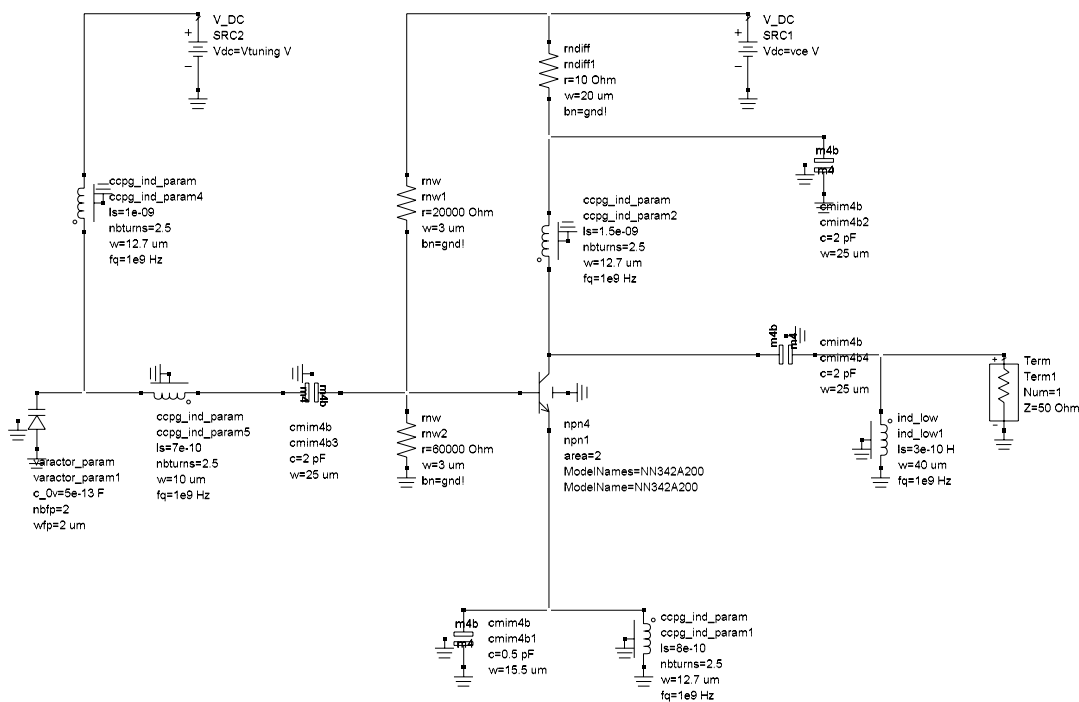 V_DC
SRC2
Vdc=Vtuning V
+
−
V_DC
SRC1
Vdc=vce V
+
−
rndiff
rndiff1
r=10 Ohm
w=20 um
bn=gnd!
m4b
m4
cmim4b
cmim4b2
c=2 pF
w=25 um
ccpg_ind_param
ccpg_ind_param4
ls=1e-09
nbturns=2.5
w=12.7 um
fq=1e9 Hz
rnw
rnw1
r=20000 Ohm
w=3 um
bn=gnd!
ccpg_ind_param
ccpg_ind_param2
ls=1.5e-09
nbturns=2.5
w=12.7 um
fq=1e9 Hz
m4b
m4
cmim4b
cmim4b4
c=2 pF
w=25 um
+
−
Term
Term1
Num=1
Z=50 Ohm
varactor_param
varactor_param1
c_0v=5e-13 F
nbfp=2
wfp=2 um
ccpg_ind_param
ccpg_ind_param5
ls=7e-10
nbturns=2.5
w=10 um
fq=1e9 Hz
m4
m4b
cmim4b
cmim4b3
c=2 pF
w=25 um
rnw
rnw2
r=60000 Ohm
w=3 um
bn=gnd!
npn4
npn1
area=2
ModelNames=NN342A200
ModelNames=NN342A200
ind_low
ind_low1
ls=3e-10 H
w=40 um
fq=1e9 Hz
m4b
m4
cmim4b
cmim4b1
c=0.5 pF
w=15.5 um
ccpg_ind_param
ccpg_ind_param1
ls=8e-10
nbturns=2.5
w=12.7 um
fq=1e9 Hz